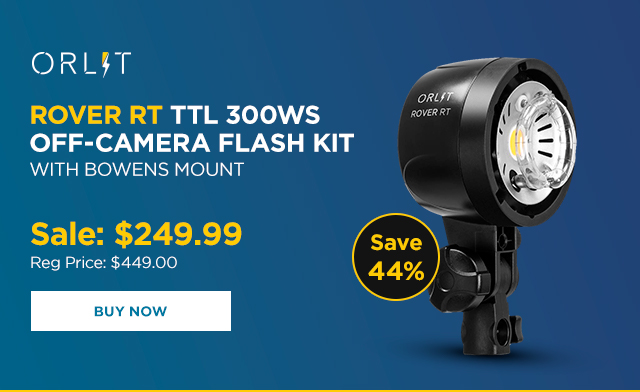 ORLIT
ROVER RT TTL 300WS
OFF-CAMERA FLASH KIT
WITH BOWENS MOUNT
Sale: $249.99
Reg Price: $449.00
BUY NOW
Save
44%
ORLIT
ROVER RT